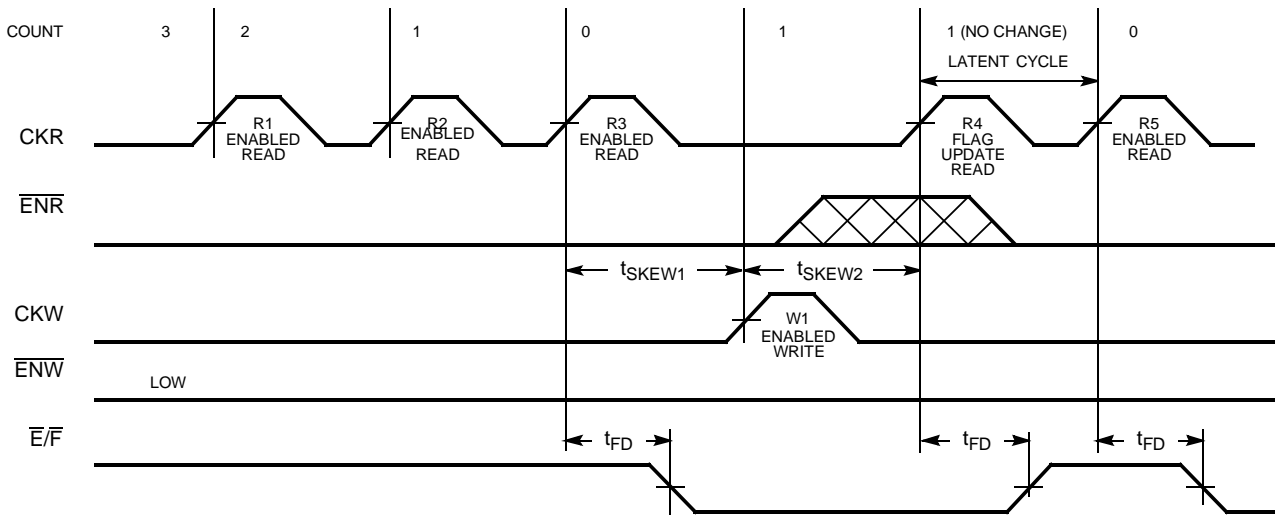 COUNT 3 2 1 0 1 1 (NO CHANGE) 0
LATENT CYCLE
CKR
R1
ENABLED
READ
R2
ENABLED
READ
R3
ENABLED
READ
R4
FLAG
UPDATE
READ
R5
ENABLED
READ
ENR
tSKEW1 tSKEW2
CKW
W1
ENABLED
WRITE
ENW
LOW
E/F
tFD tFD tFD